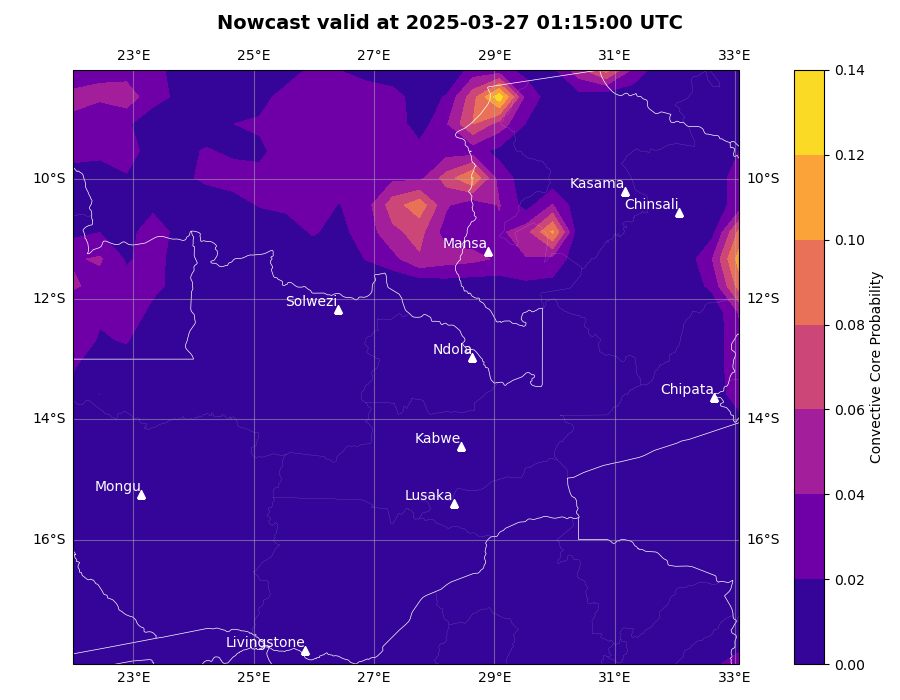 Nowcast valid at 2025-03-27 01:15:00 UTC
23°E 25°E 27°E 29°E 31°E 33°E
0.14
0.12
10°S Kasama 10°S
Chinsali
0.10
Mansa
12°S Solwezi 12°S
0.08
Ndola
Chipata
0.06
14°S 14°S
Kabwe
Mongu Lusaka
0.04
16°S 16°S
0.02
Livingstone
0.00
23°E 25°E 27°E 29°E 31°E 33°E
Convective Core Probability